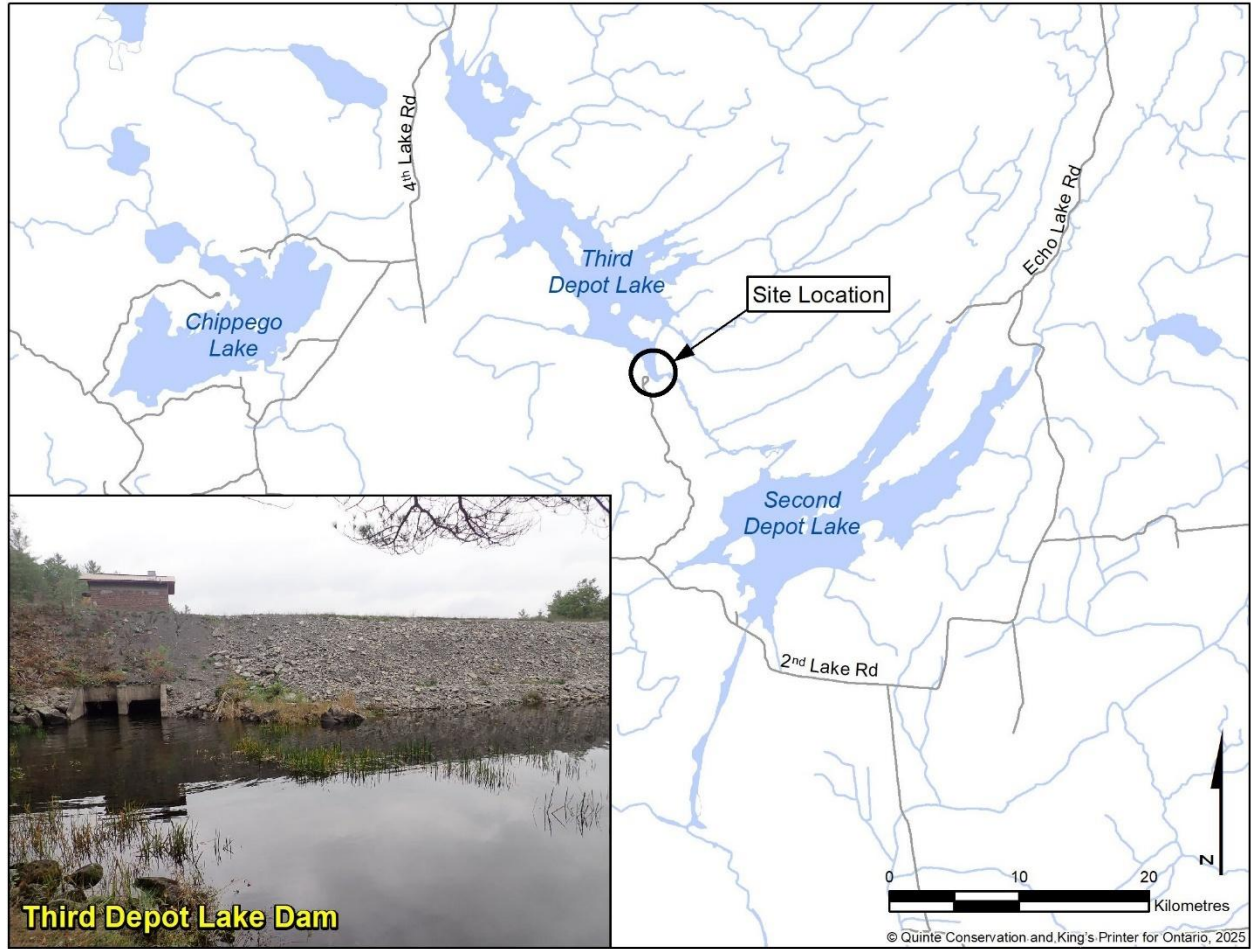 4th Lake Rd
Echo Lake Rd
Third
Depot Lake
Site Location
Chippego
Lake
Second
Depot Lake
2nd Lake Rd
Third Depot Lake Dam
N
0 10 20
Kilometres
© Quinte Conservation and King's Printer for Ontario, 2025